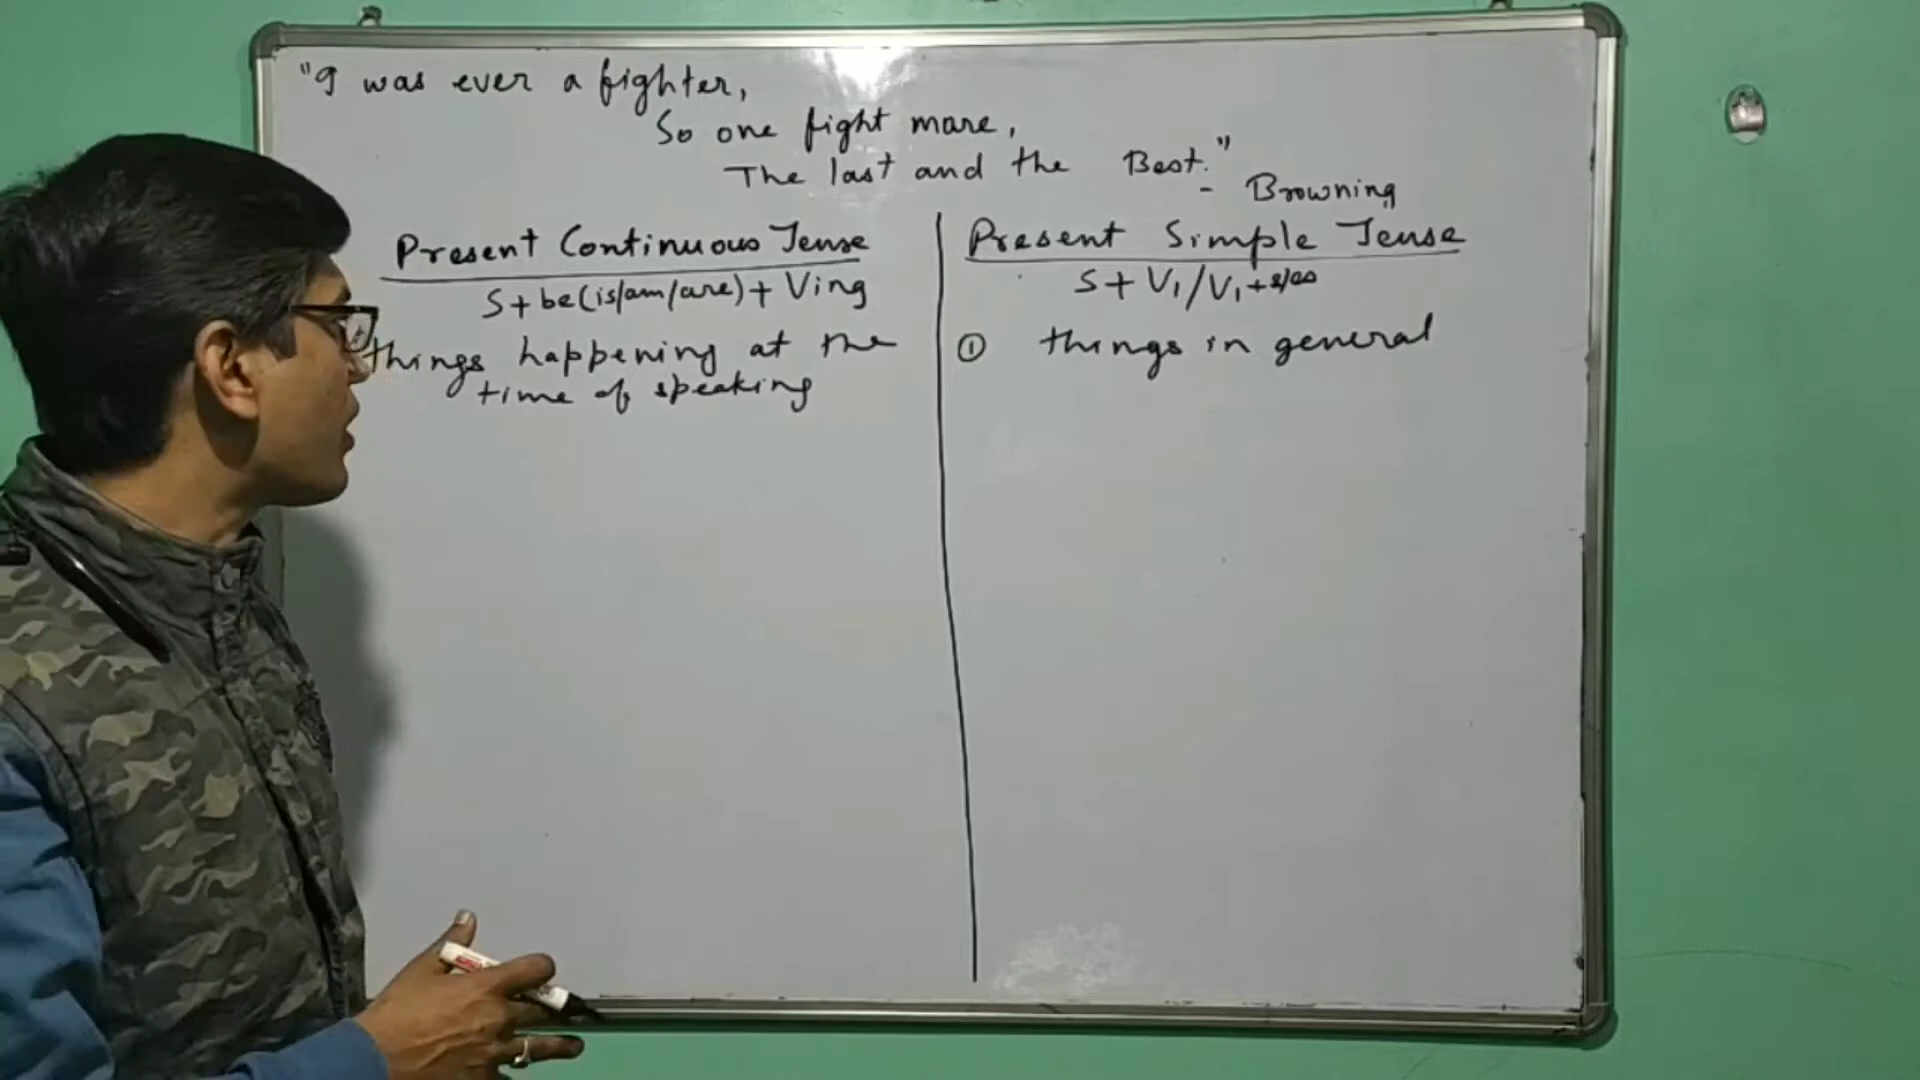 "I was ever a fighter,
So one fight more,
The last and the Best."
- Browning
Present Continuous Tense
S+be(is/am/are)+ Ving
things happening at the
time of speaking
Present Simple Tense
S+ V1/V1+s/es
① things in general